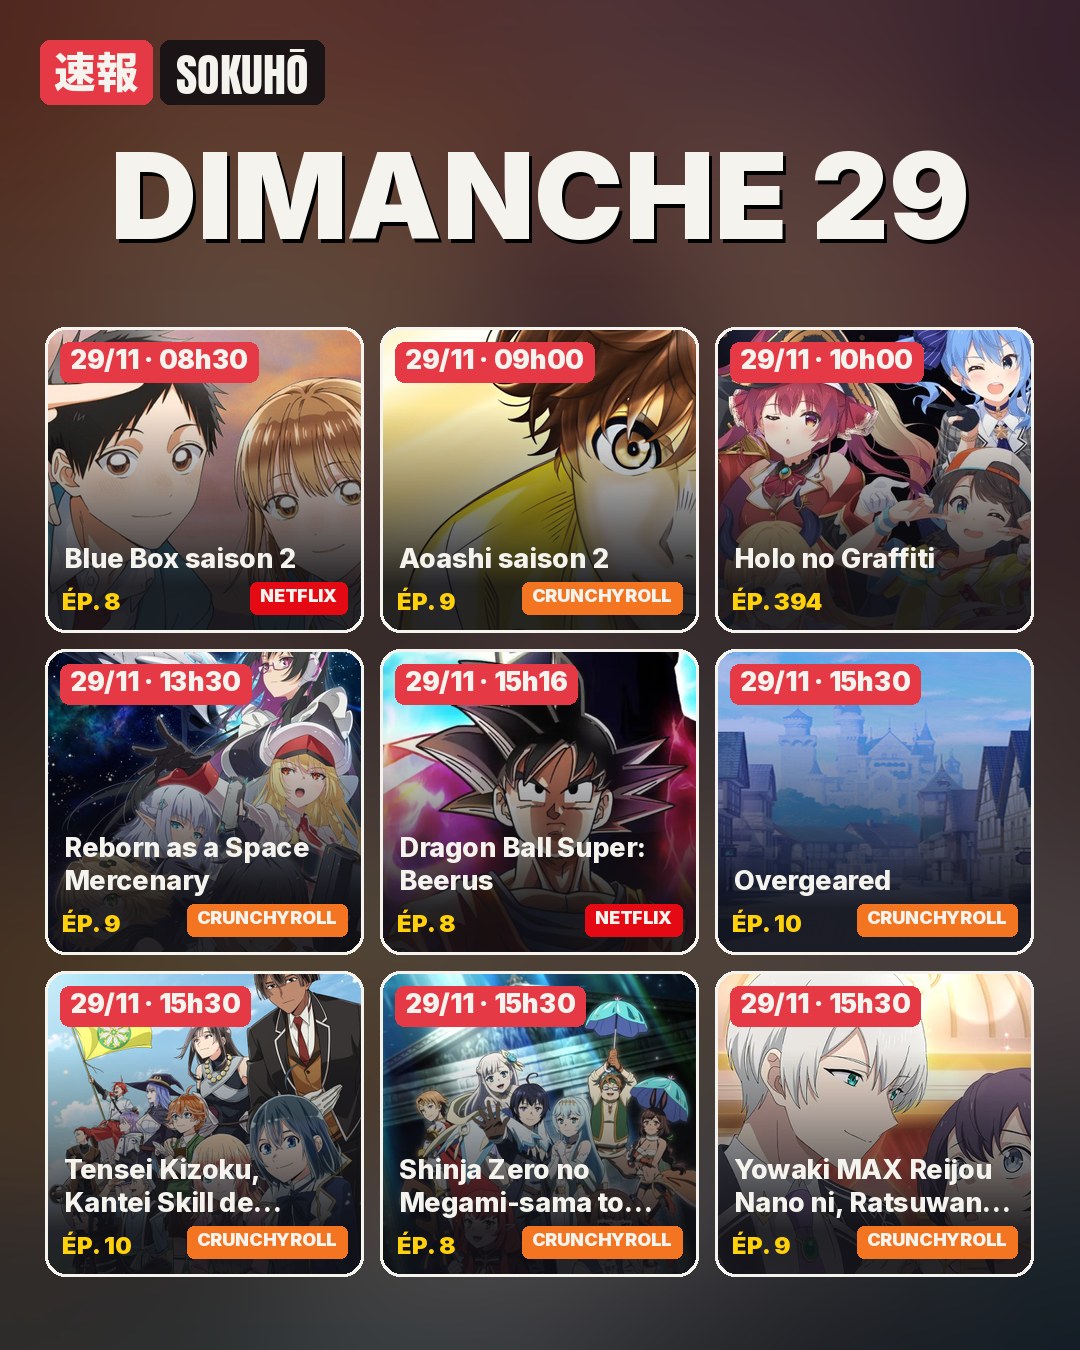 速報 SOKUHŌ
DIMANCHE 29
29/11 · 08h30
Blue Box saison 2
ÉP. 8 NETFLIX
29/11 · 09h00
Aoashi saison 2
ÉP. 9 CRUNCHYROLL
29/11 · 10h00
Holo no Graffiti
ÉP. 394
29/11 · 13h30
Reborn as a Space
Mercenary
ÉP. 9 CRUNCHYROLL
29/11 · 15h16
Dragon Ball Super:
Beerus
ÉP. 8 NETFLIX
29/11 · 15h30
Overgeared
ÉP. 10 CRUNCHYROLL
29/11 · 15h30
Tensei Kizoku,
Kantei Skill de...
ÉP. 10 CRUNCHYROLL
29/11 · 15h30
Shinja Zero no
Megami-sama to...
ÉP. 8 CRUNCHYROLL
29/11 · 15h30
Yowaki MAX Reijou
Nano ni, Ratsuwan...
ÉP. 9 CRUNCHYROLL